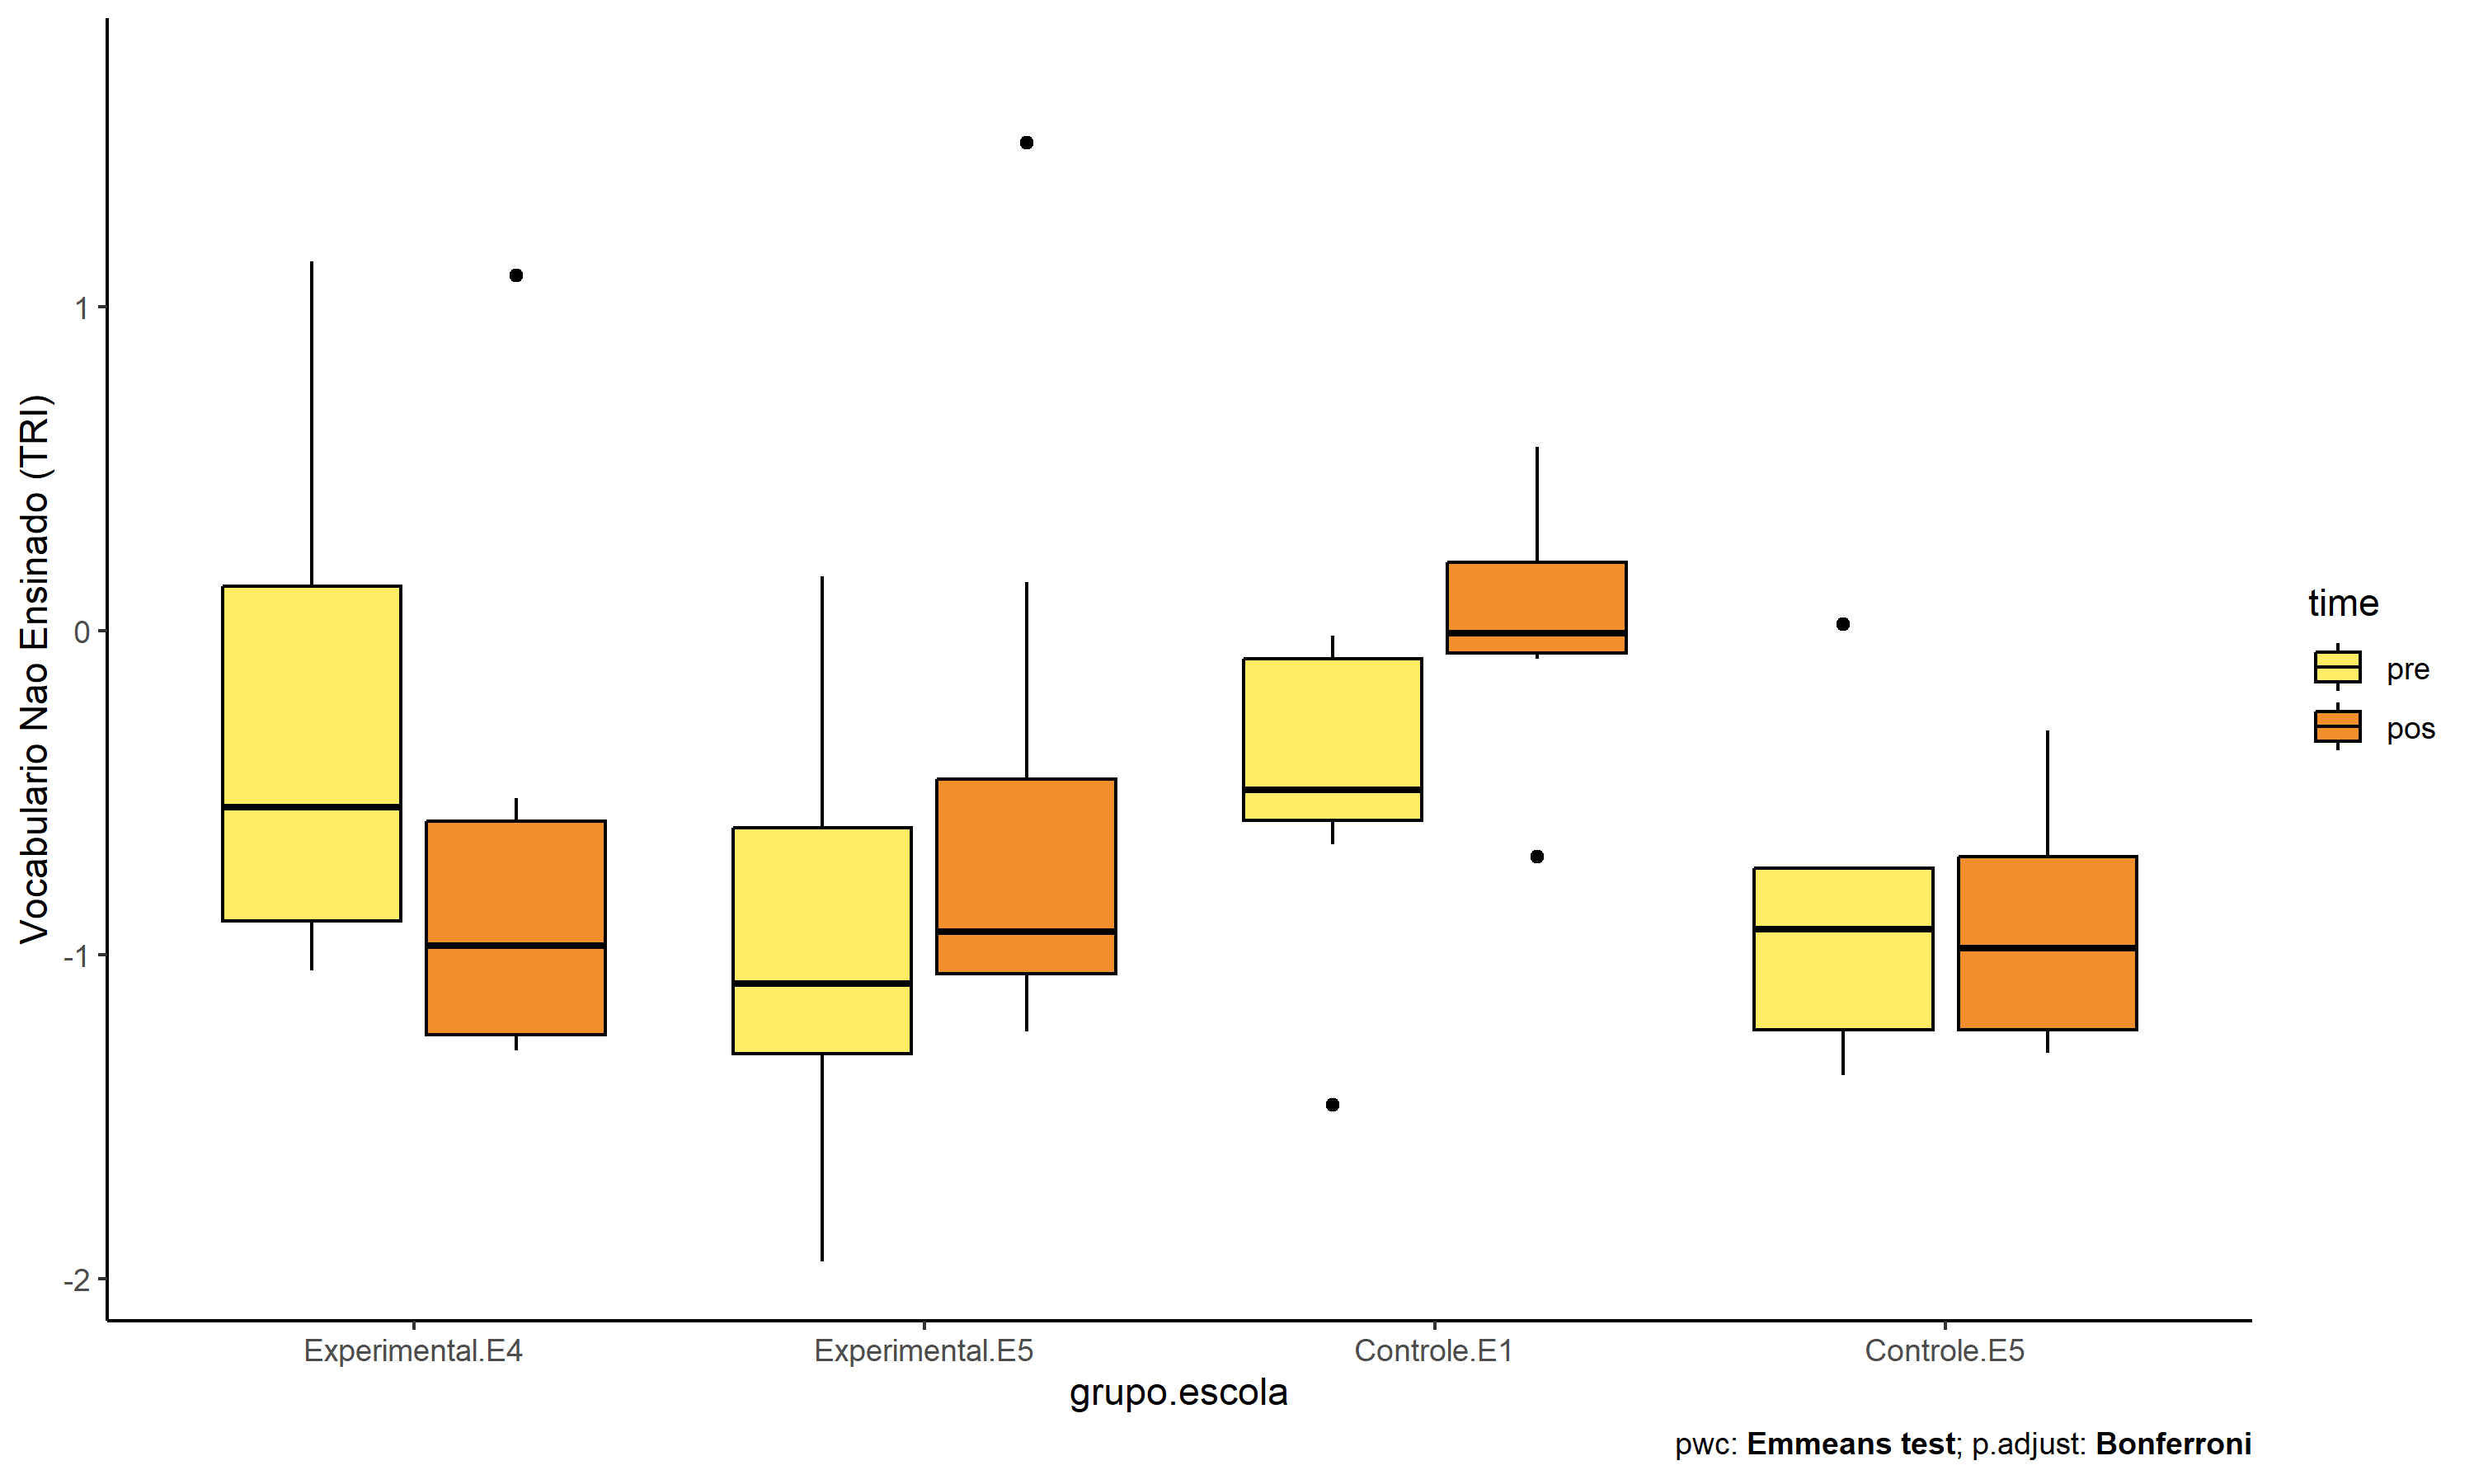 Vocabulario Nao Ensinado (TRI)
1
0
-1
-2
Experimental.E4
Experimental.E5
Controle.E1
Controle.E5
grupo.escola
time
pre
pos
pwc: Emmeans test; p.adjust: Bonferroni